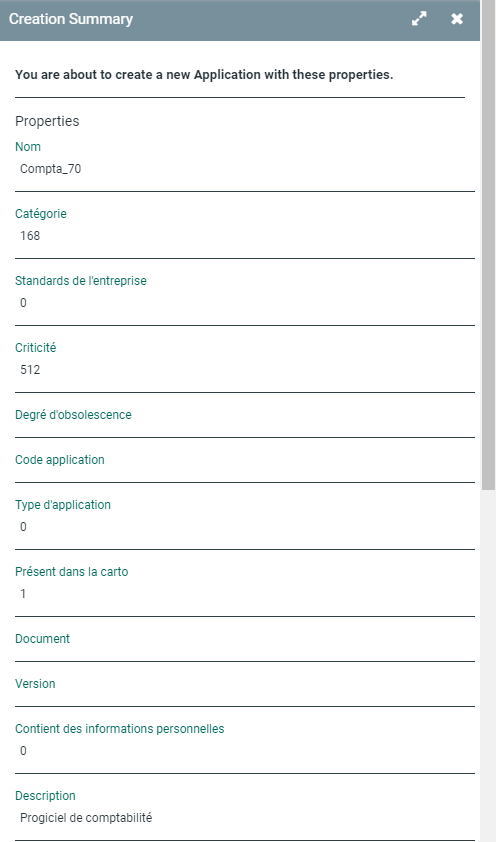 Creation Summary
You are about to create a new Application with these properties.
Properties
Nom
Compta_70
Catégorie
168
Standards de l'entreprise
0
Criticité
512
Degré d'obsolescence
Code application
Type d'application
0
Présent dans la carto
1
Document
Version
Contient des informations personnelles
0
Description
Progiciel de comptabilité